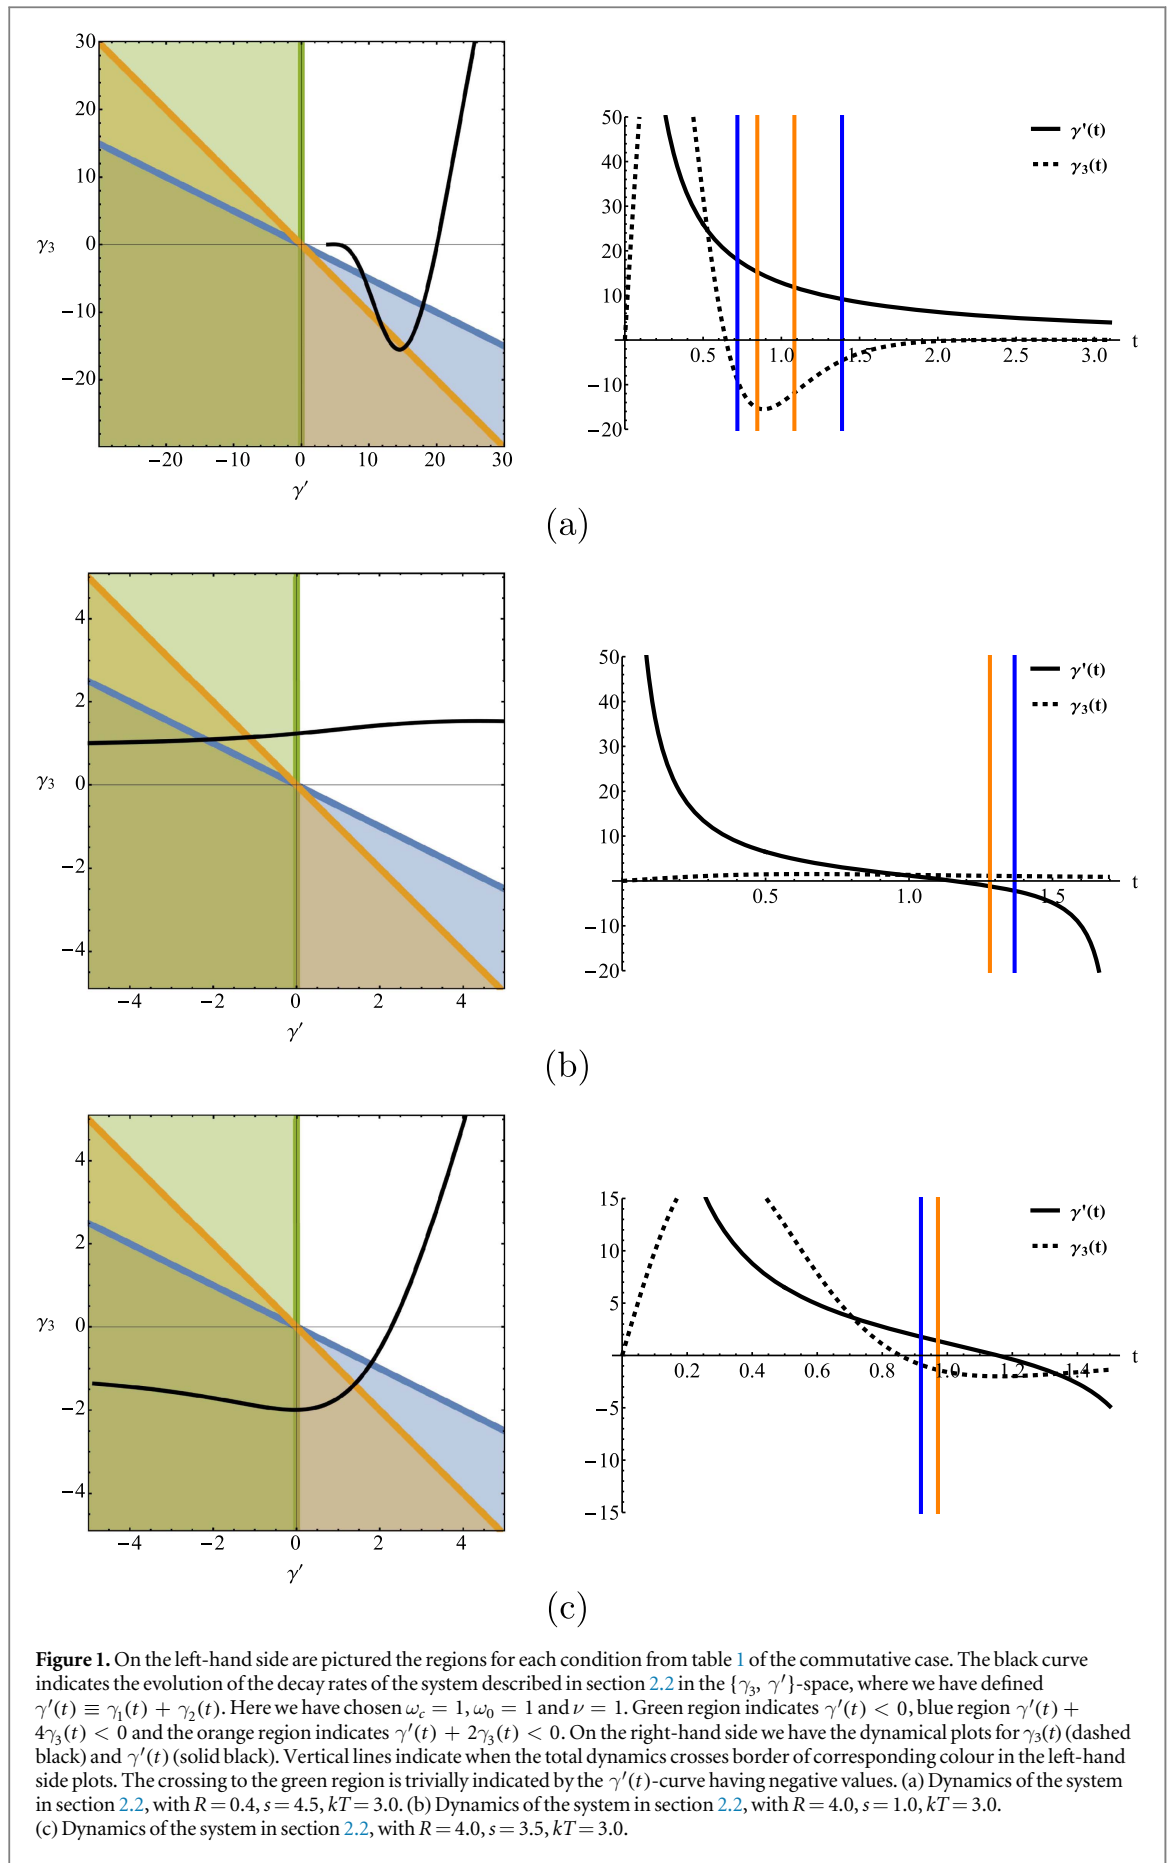 30
20
10
γ₃ 0
−10
−20
−20 −10 0 10 20 30
γ′
50
40
30
20
10
−10
−20
0.5 1.0 1.5 2.0 2.5 3.0 t
γ'(t)
γ₃(t)
(a)
4
2
γ₃ 0
−2
−4
−4 −2 0 2 4
γ′
50
40
30
20
10
−10
−20
0.5 1.0 1.5 t
γ'(t)
γ₃(t)
(b)
4
2
γ₃ 0
−2
−4
−4 −2 0 2 4
γ′
15
10
5
−5
−10
−15
0.2 0.4 0.6 0.8 1.0 1.2 1.4 t
γ'(t)
γ₃(t)
(c)
Figure 1. On the left-hand side are pictured the regions for each condition from table 1 of the commutative case. The black curve
indicates the evolution of the decay rates of the system described in section 2.2 in the {γ₃, γ′}-space, where we have defined
γ′(t) ≡ γ₁(t) + γ₂(t). Here we have chosen ω_c = 1, ω₀ = 1 and ν = 1. Green region indicates γ′(t) < 0, blue region γ′(t) +
4γ₃(t) < 0 and the orange region indicates γ′(t) + 2γ₃(t) < 0. On the right-hand side we have the dynamical plots for γ₃(t) (dashed
black) and γ′(t) (solid black). Vertical lines indicate when the total dynamics crosses border of corresponding colour in the left-hand
side plots. The crossing to the green region is trivially indicated by the γ′(t)-curve having negative values. (a) Dynamics of the system
in section 2.2, with R = 0.4, s = 4.5, kT = 3.0. (b) Dynamics of the system in section 2.2, with R = 4.0, s = 1.0, kT = 3.0.
(c) Dynamics of the system in section 2.2, with R = 4.0, s = 3.5, kT = 3.0.